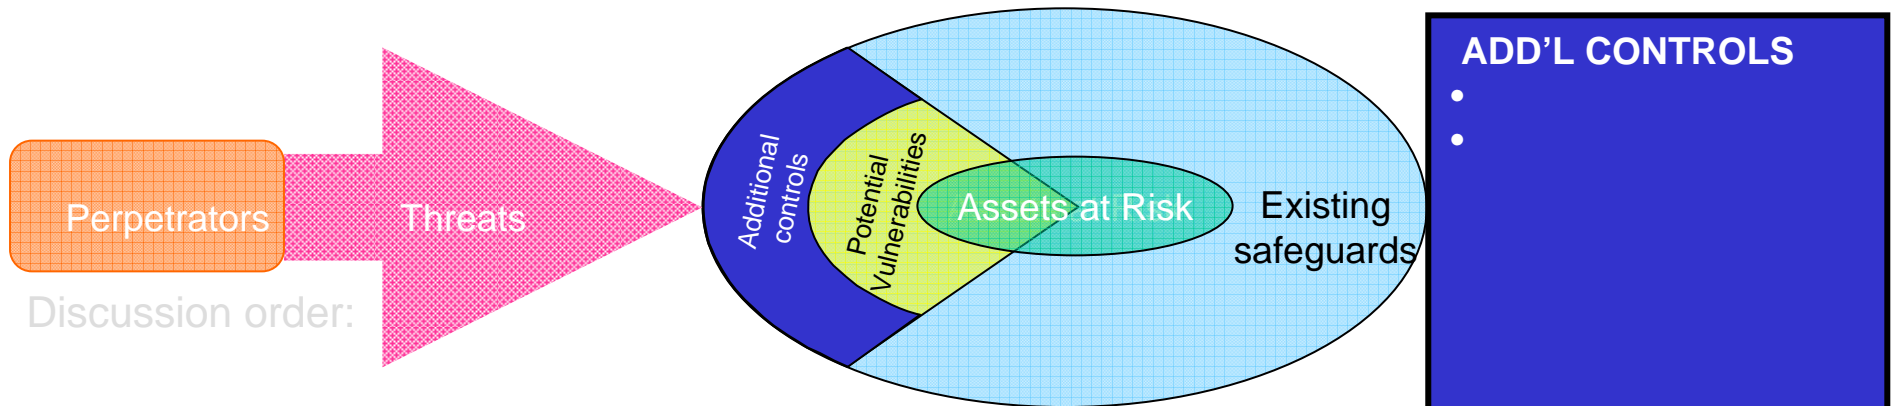 Perpetrators
Threats
Discussion order:
Additional
controls
Potential
Vulnerabilities
Assets at Risk
Existing
safeguards
ADD’L CONTROLS
•
•